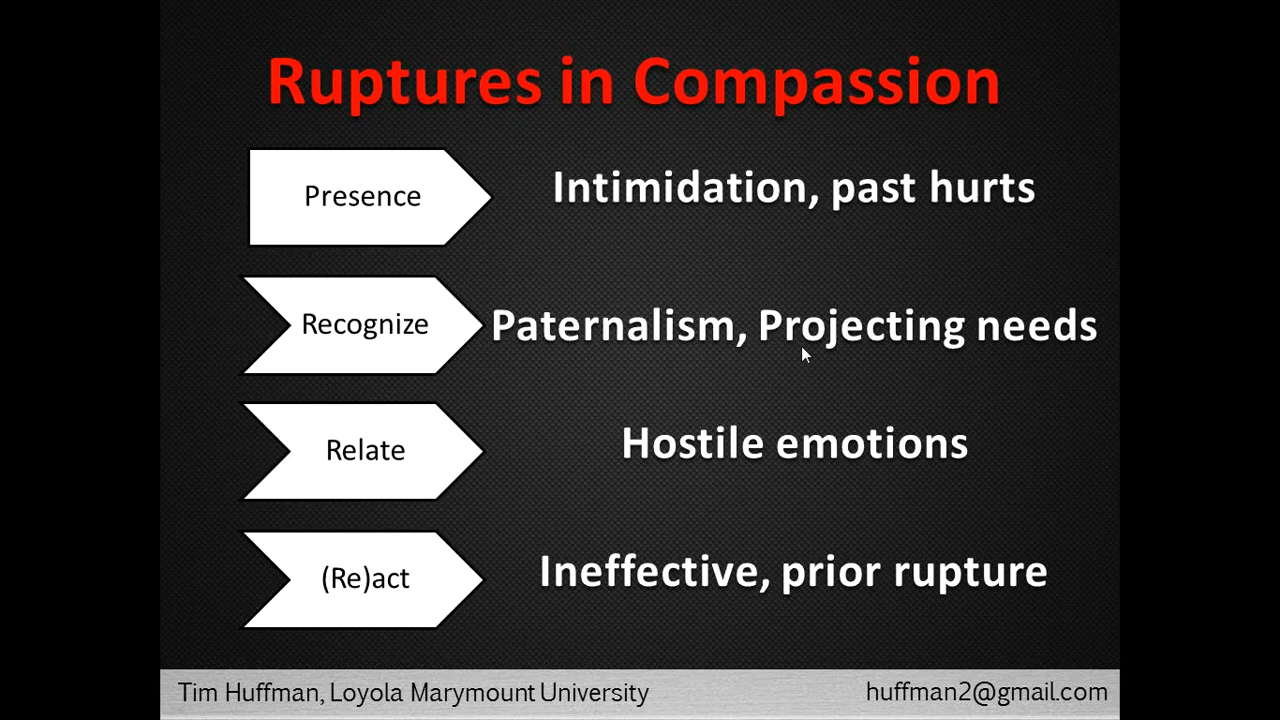 Ruptures in Compassion
Presence
Intimidation, past hurts
Recognize
Paternalism, Projecting needs
Relate
Hostile emotions
(Re)act
Ineffective, prior rupture
Tim Huffman, Loyola Marymount University
huffman2@gmail.com